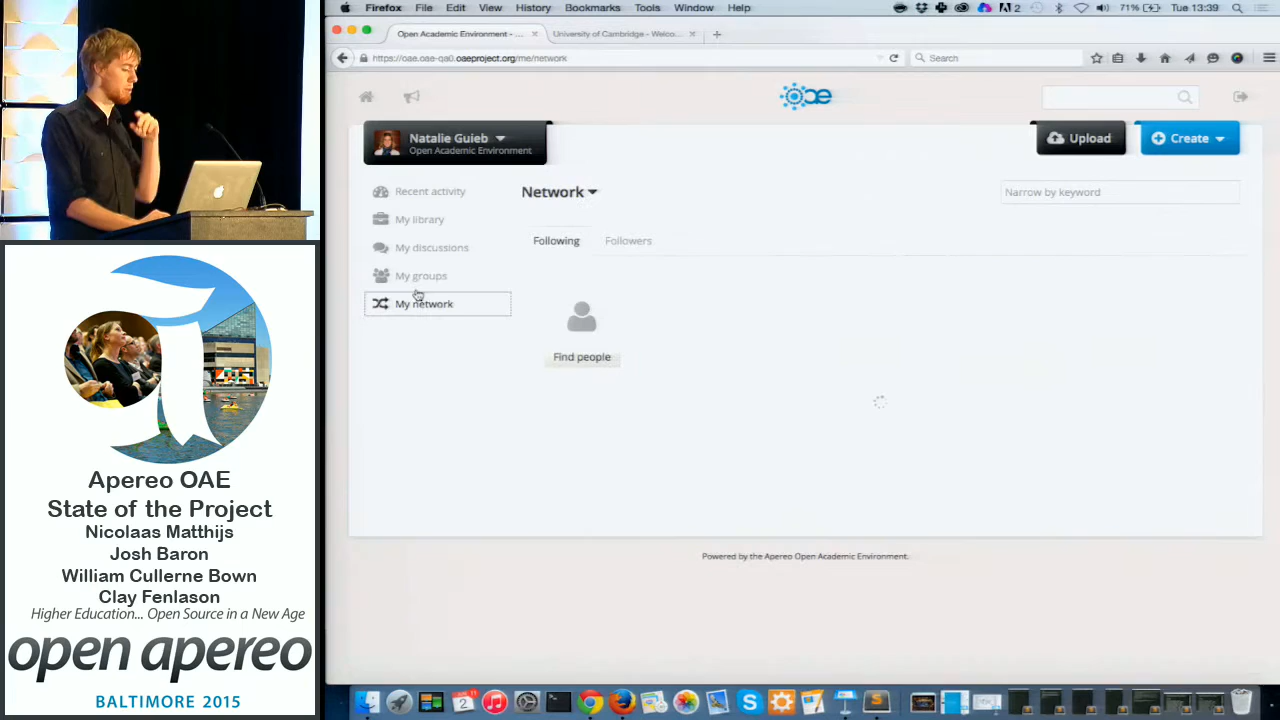 Firefox File Edit View History Bookmarks Tools Window Help
2 71% Tue 13:39
Open Academic Environment - ...
University of Cambridge - Welco...
https://oae.oae-qa0.oaeproject.org/me/network
Search
oae
Natalie Guieb
Open Academic Environment
Upload
Create
Recent activity
My library
My discussions
My groups
My network
Network
Narrow by keyword
Following Followers
Find people
Powered by the Apereo Open Academic Environment.
Apereo OAE
State of the Project
Nicolaas Matthijs
Josh Baron
William Cullerne Bown
Clay Fenlason
Higher Education... Open Source in a New Age
open apereo
BALTIMORE 2015